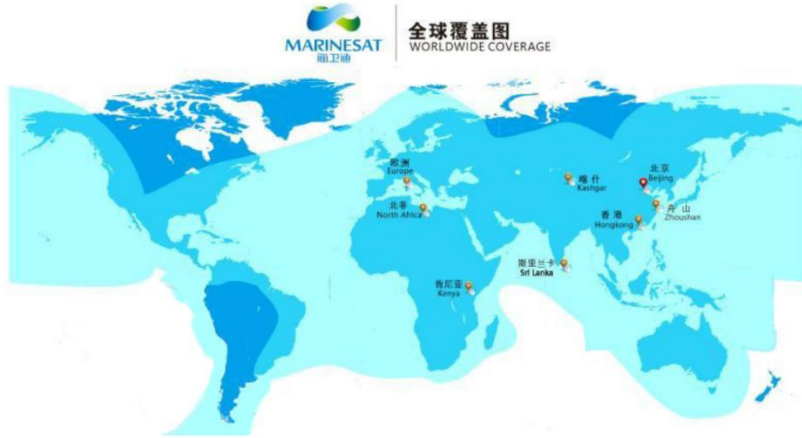 MARINESAT
海卫通
全球覆盖图
WORLDWIDE COVERAGE
欧洲
Europe
北非
North Africa
肯尼亚
Kenya
喀什
Kashgar
北京
Beijing
舟山
Zhoushan
香港
Hongkong
斯里兰卡
Sri Lanka